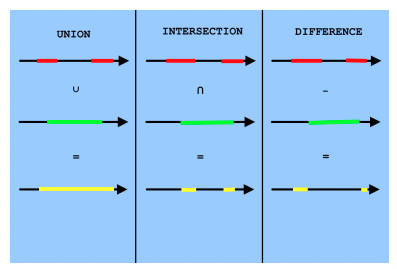 UNION
INTERSECTION
DIFFERENCE
∪
∩
-
=
=
=